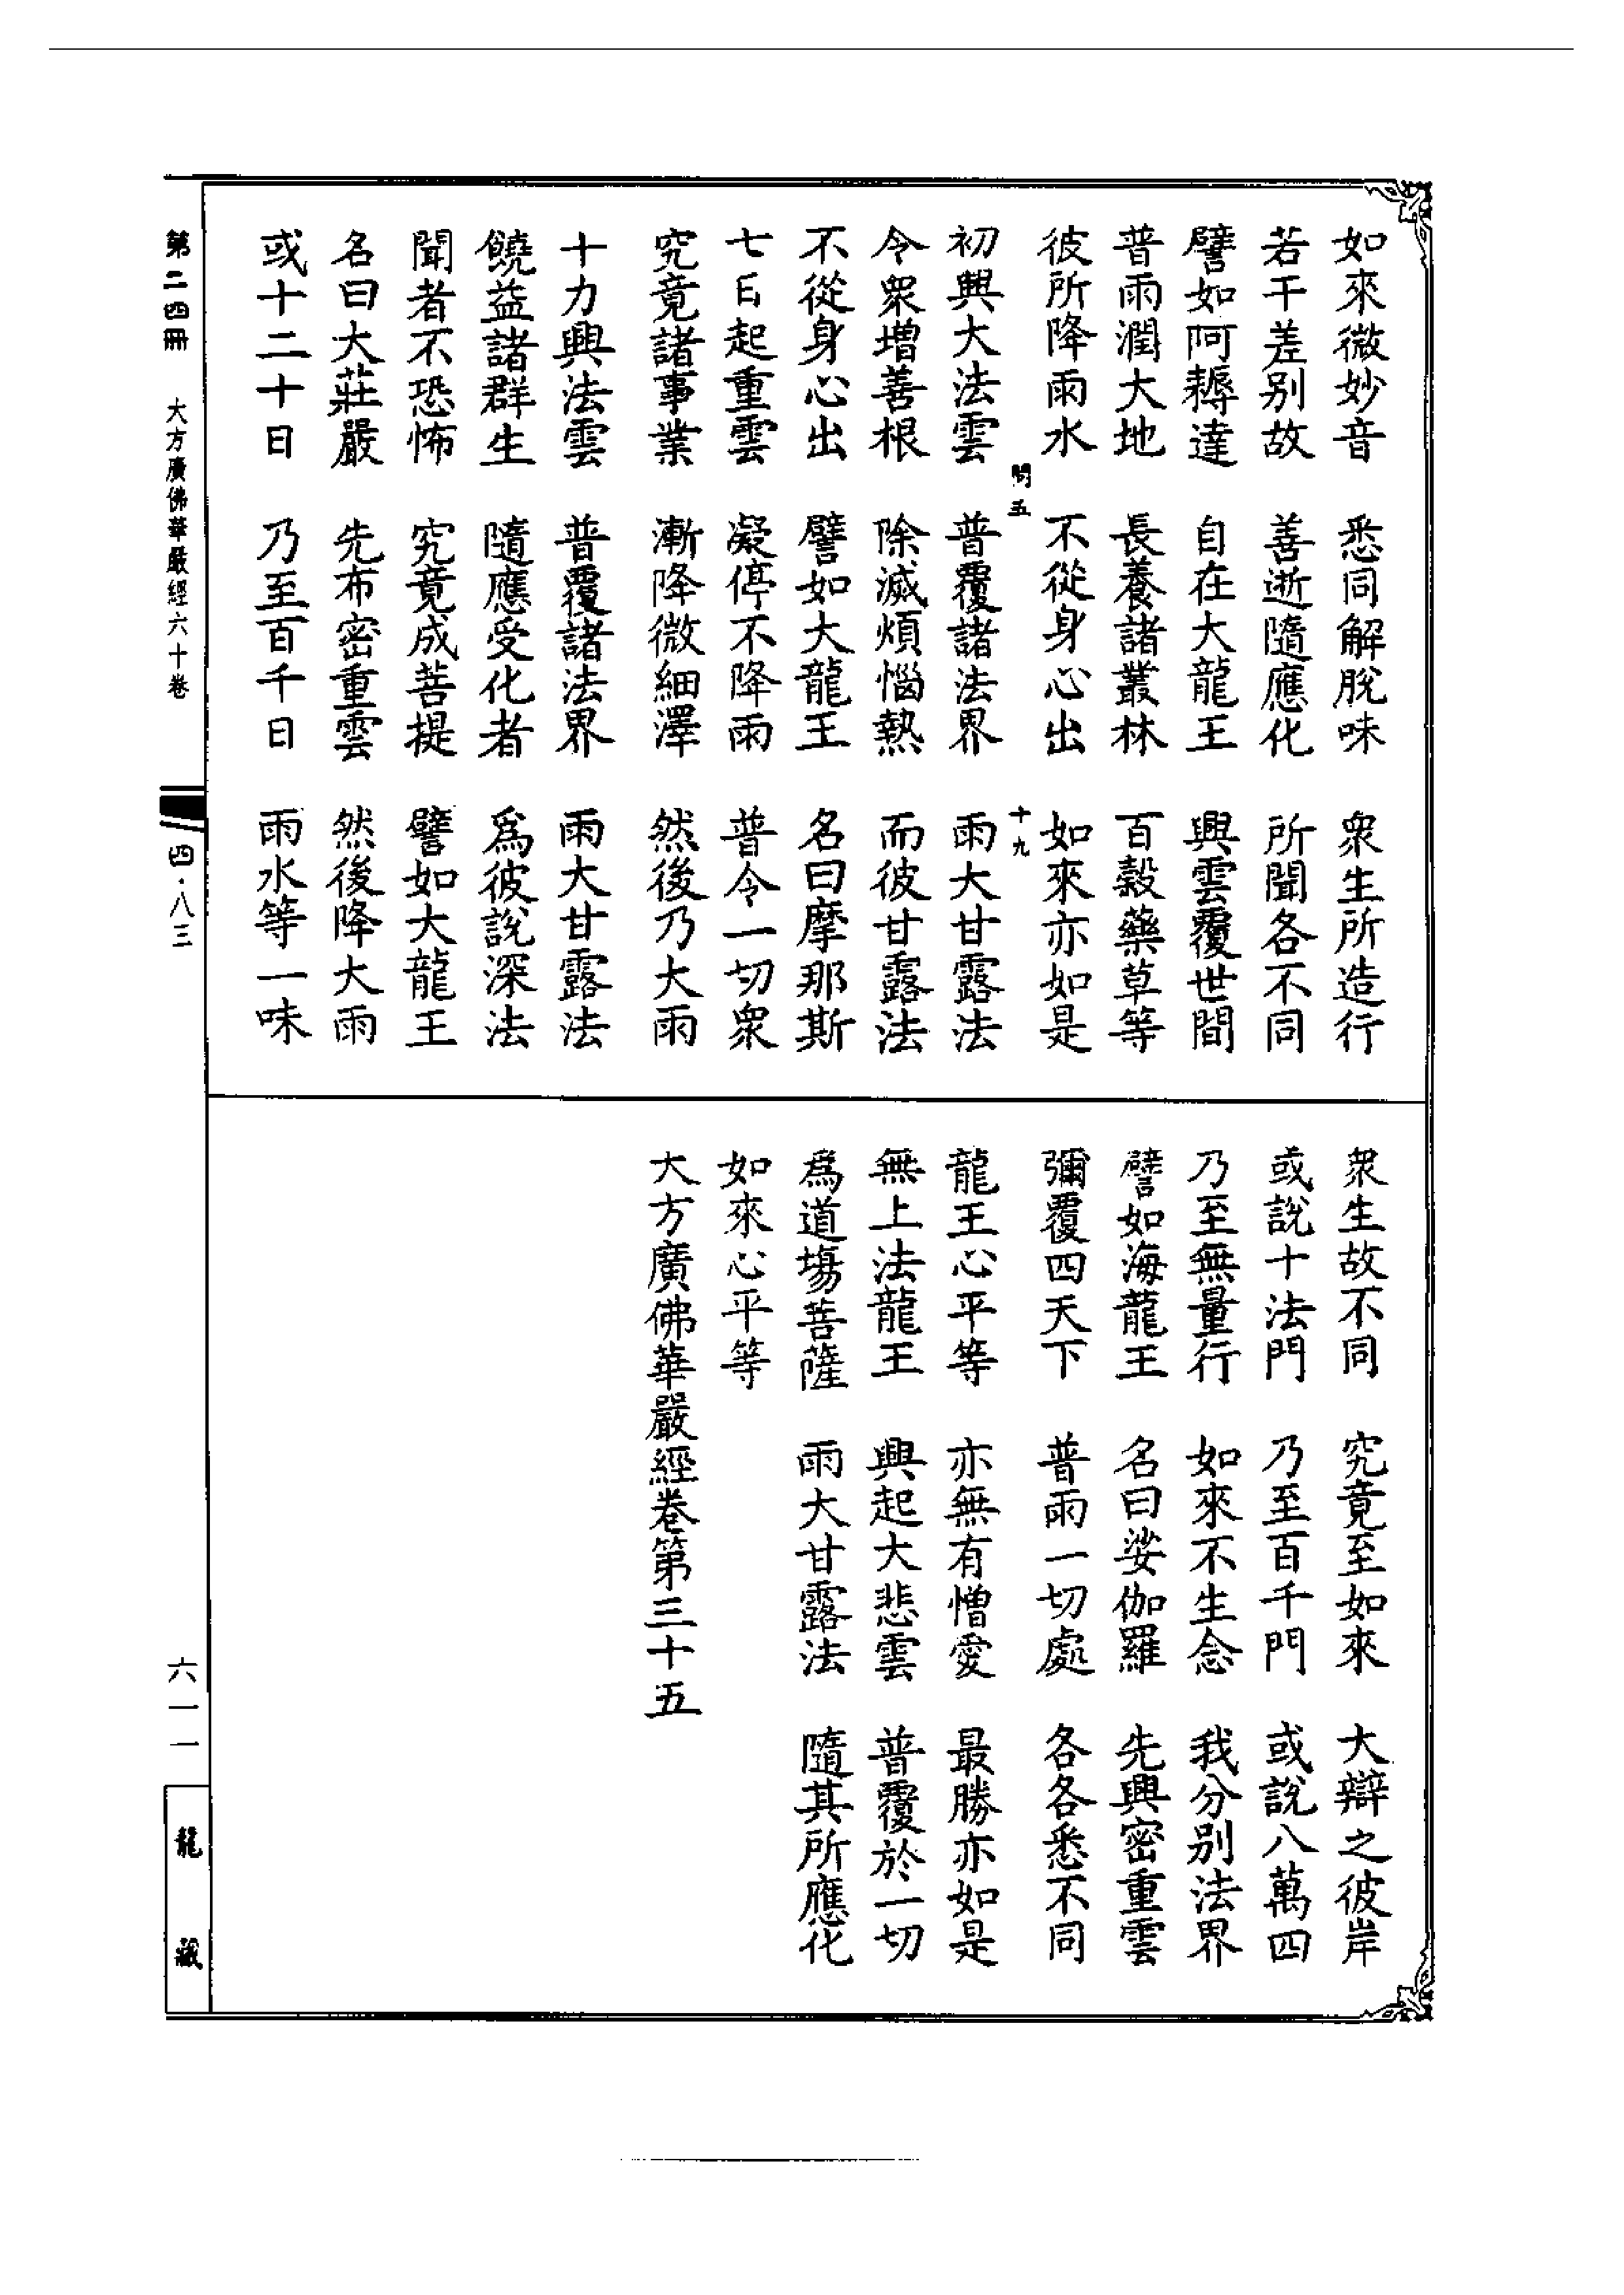 如來微妙音　悉同解脫味　衆生所造行
若干差别故　善逝隨應化　所聞各不同
譬如阿耨達　自在大龍王　興雲覆世間
普雨潤大地　長養諸叢林　百穀藥草等
彼所降雨水　不從身心出　如來亦如是
問五　十九
初興大法雲　普覆諸法界　雨大甘露法
令衆增善根　除滅煩惱熱　而彼甘露法
不從身心出　譬如大龍王　名曰摩那斯
七日起重雲　凝停不降雨　普令一切衆
究竟諸事業　漸降微細澤　然後乃大雨
十力興法雲　普覆諸法界　雨大甘露法
饒益諸群生　隨應受化者　爲彼說深法
聞者不恐怖　究竟成菩提　譬如大龍王
名曰大莊嚴　先布密重雲　然後降大雨
或十二十日　乃至百千日　雨水等一味
衆生故不同　究竟至如來　大辯之彼岸
或說十法門　乃至百千門　或說八萬四
乃至無量行　如來不生念　我分别法界
譬如海龍王　名曰娑伽羅　先興密重雲
彌覆四天下　普雨一切處　各各悉不同
龍王心平等　亦無有憎愛　最勝亦如是
無上法龍王　興起大悲雲　普覆於一切
爲道場菩薩　雨大甘露法　隨其所應化
如來心平等
大方廣佛華嚴經卷第三十五
第二四冊　大方廣佛華嚴經六十卷　四·八三　六一一　龍藏